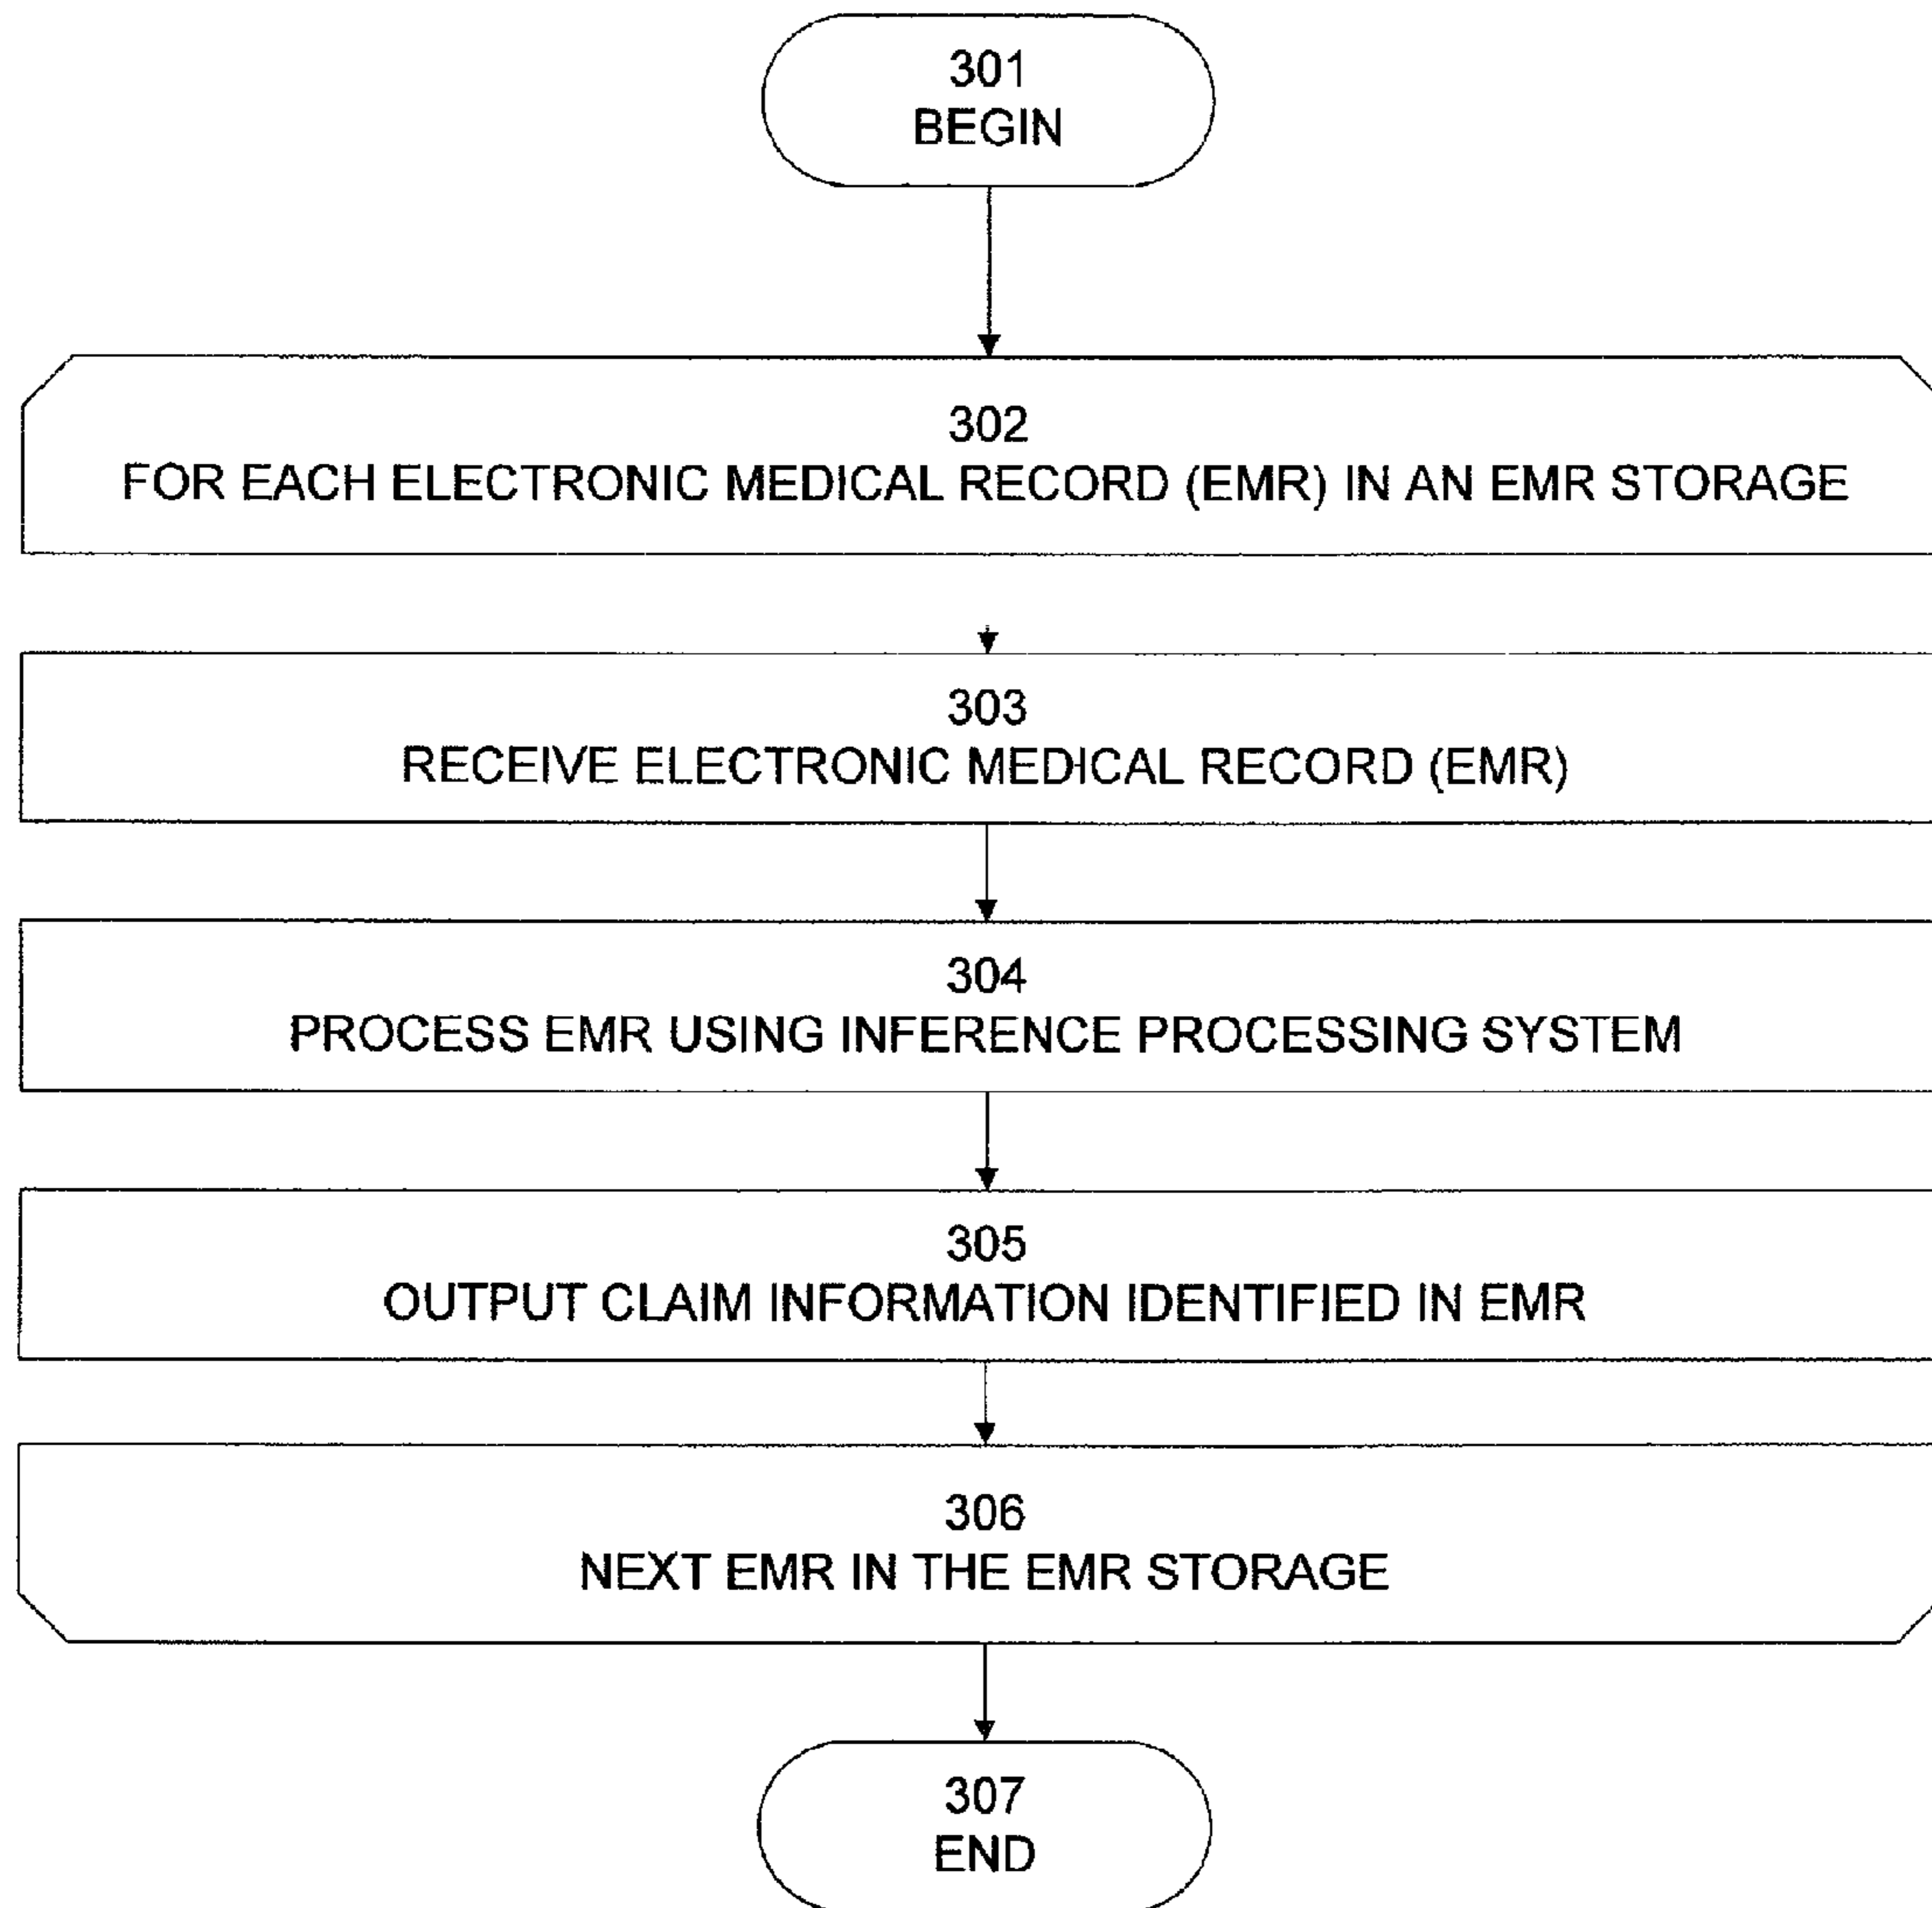 301
BEGIN
302
FOR EACH ELECTRONIC MEDICAL RECORD (EMR) IN AN EMR STORAGE
303
RECEIVE ELECTRONIC MEDICAL RECORD (EMR)
304
PROCESS EMR USING INFERENCE PROCESSING SYSTEM
305
OUTPUT CLAIM INFORMATION IDENTIFIED IN EMR
306
NEXT EMR IN THE EMR STORAGE
307
END